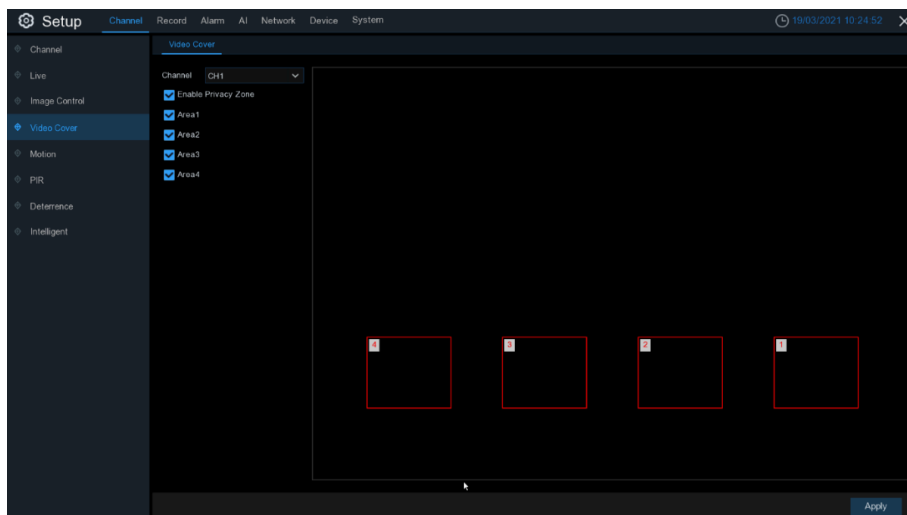 Setup Channel Record Alarm AI Network Device System 19/03/2021 10:24:52
Channel
Live
Image Control
Video Cover
Motion
PIR
Deterrence
Intelligent
Video Cover
Channel CH1
Enable Privacy Zone
Area1
Area2
Area3
Area4
4 3 2 1
Apply